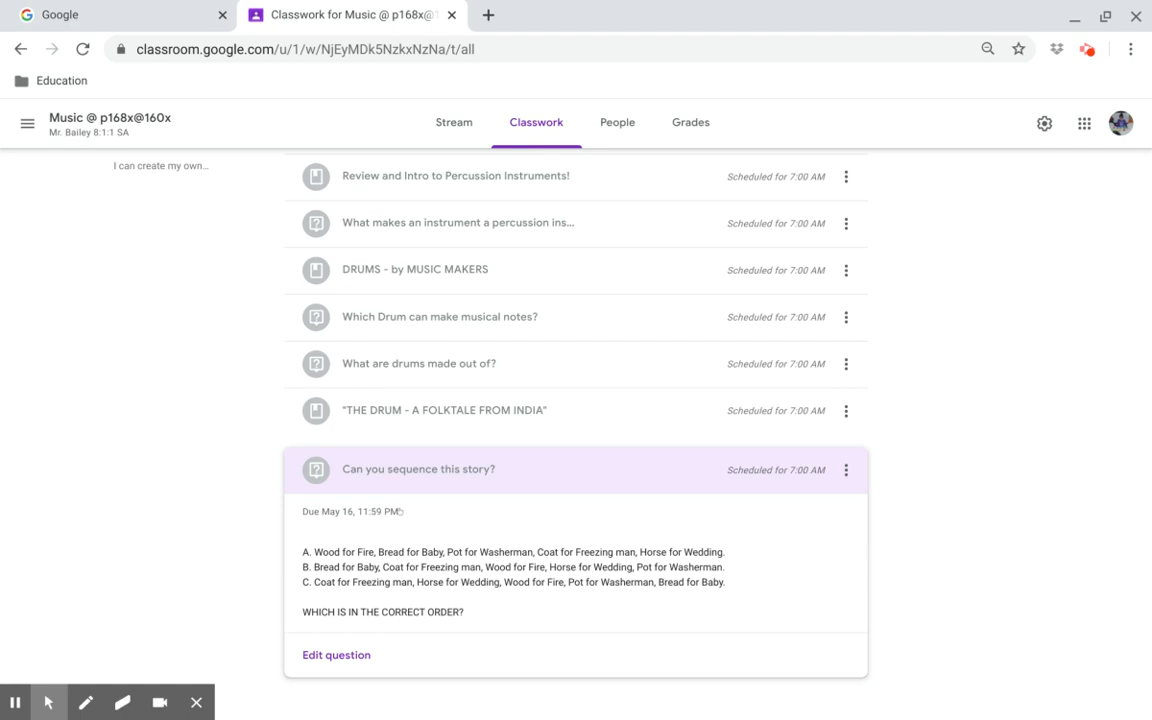 Google
Classwork for Music @ p168x@1
classroom.google.com/u/1/w/NjEyMDk5NzkxNzNa/t/all
Education
Music @ p168x@160x
Mr. Bailey 8:1:1 SA
Stream
Classwork
People
Grades
I can create my own...
Review and Intro to Percussion Instruments!
Scheduled for 7:00 AM
What makes an instrument a percussion ins...
Scheduled for 7:00 AM
DRUMS - by MUSIC MAKERS
Scheduled for 7:00 AM
Which Drum can make musical notes?
Scheduled for 7:00 AM
What are drums made out of?
Scheduled for 7:00 AM
"THE DRUM - A FOLKTALE FROM INDIA"
Scheduled for 7:00 AM
Can you sequence this story?
Scheduled for 7:00 AM
Due May 16, 11:59 PM
A. Wood for Fire, Bread for Baby, Pot for Washerman, Coat for Freezing man, Horse for Wedding.
B. Bread for Baby, Coat for Freezing man, Wood for Fire, Horse for Wedding, Pot for Washerman.
C. Coat for Freezing man, Horse for Wedding, Wood for Fire, Pot for Washerman, Bread for Baby.
WHICH IS IN THE CORRECT ORDER?
Edit question